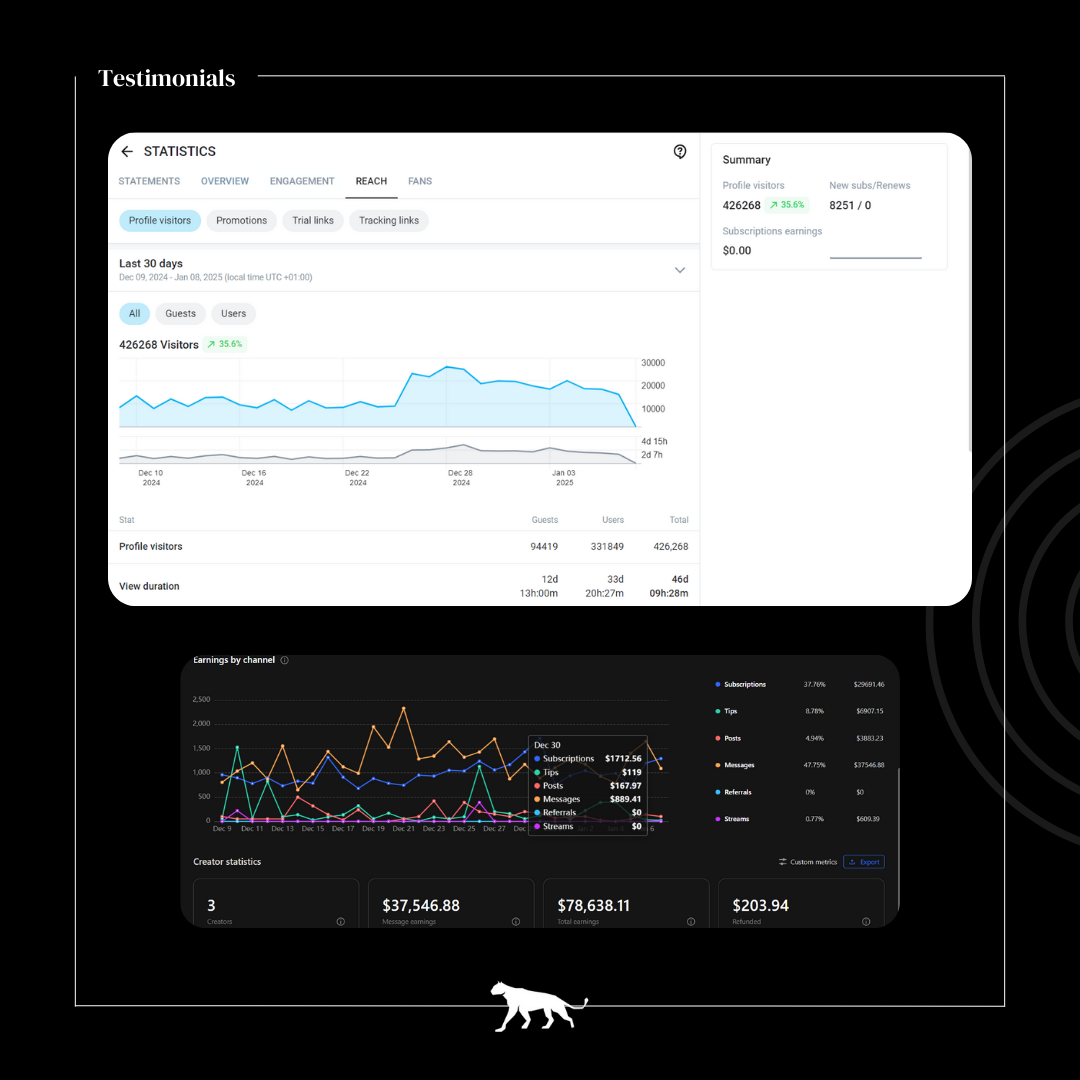 Testimonials
STATISTICS
STATEMENTS OVERVIEW ENGAGEMENT REACH FANS
Profile visitors Promotions Trial links Tracking links
Last 30 days
Dec 09, 2024 - Jan 08, 2025 (local time UTC +01:00)
All Guests Users
426268 Visitors 35.6%
30000
20000
10000
4d 15h
2d 7h
Dec 10 Dec 16 Dec 22 Dec 28 Jan 03
2024 2024 2024 2024 2025
Stat Guests Users Total
Profile visitors 94419 331849 426,268
12d 33d 46d
View duration
13h:00m 20h:27m 09h:28m
Summary
Profile visitors New subs/Renews
426268 35.6% 8251 / 0
Subscriptions earnings
$0.00
Earnings by channel
2,500
2,000
1,500
1,000
500
0
Dec 9 Dec 11 Dec 13 Dec 15 Dec 17 Dec 19 Dec 21 Dec 23 Dec 25 Dec 27
Dec 30
Subscriptions $1712.56
Tips $119
Posts $167.97
Messages $889.41
Referrals $0
Streams $0
Subscriptions 37.76% $29691.46
Tips 8.78% $6907.15
Posts 4.94% $3883.23
Messages 47.75% $37546.88
Referrals 0% $0
Streams 0.77% $609.39
Creator statistics Custom metrics Export
3 $37,546.88 $78,638.11 $203.94
Creators Message earnings Total earnings Refunded